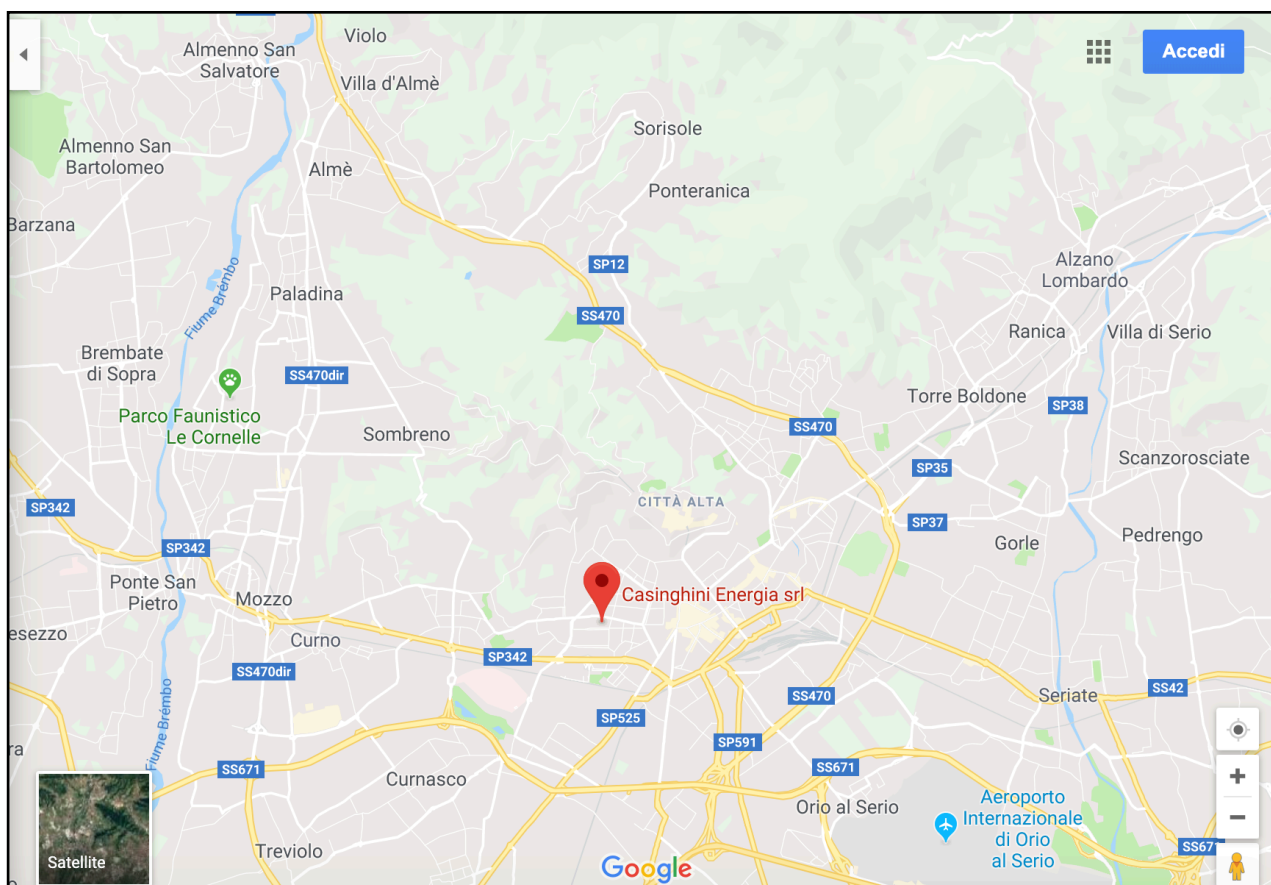 Violo
Almenno San
Salvatore
Accedi
Villa d'Almè
Sorisole
Almenno San
Bartolomeo
Almè
Ponteranica
Barzana
SP12
Alzano
Lombardo
Fiume Brembo
Paladina
SS470
Ranica
Villa di Serio
Brembate
di Sopra
SS470dir
Torre Boldone
SP38
Parco Faunistico
Le Cornelle
Sombreno
SS470
SP35
Scanzorosciate
SP342
CITTÀ ALTA
SP37
Pedrengo
SP342
Gorle
Ponte San
Pietro
Mozzo
Casinghini Energia srl
esezzo
Curno
SP342
SS470dir
SS470
Seriate
SS42
SP525
Fiume Brembo
SP591
ra
SS671
Curnasco
SS671
Orio al Serio
Aeroporto
Internazionale
di Orio
al Serio
Satellite
Treviolo
Google
SS671